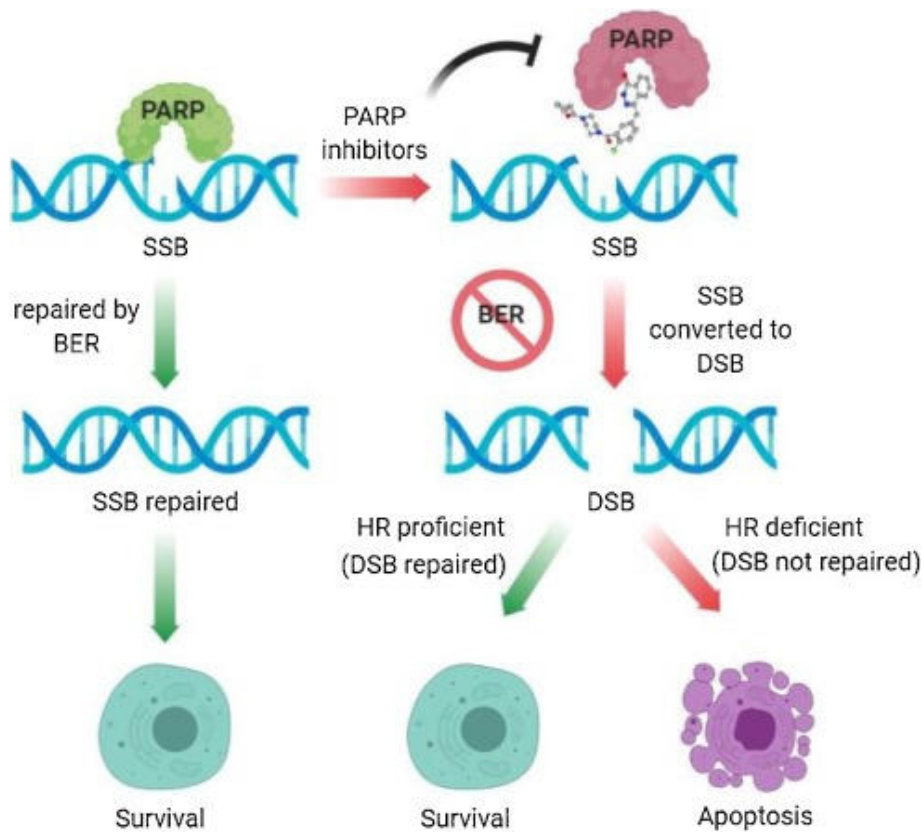 PARP
PARP
PARP
inhibitors
SSB
SSB
repaired by
BER
BER
SSB
converted to
DSB
SSB repaired
DSB
HR proficient
(DSB repaired)
HR deficient
(DSB not repaired)
Survival
Survival
Apoptosis